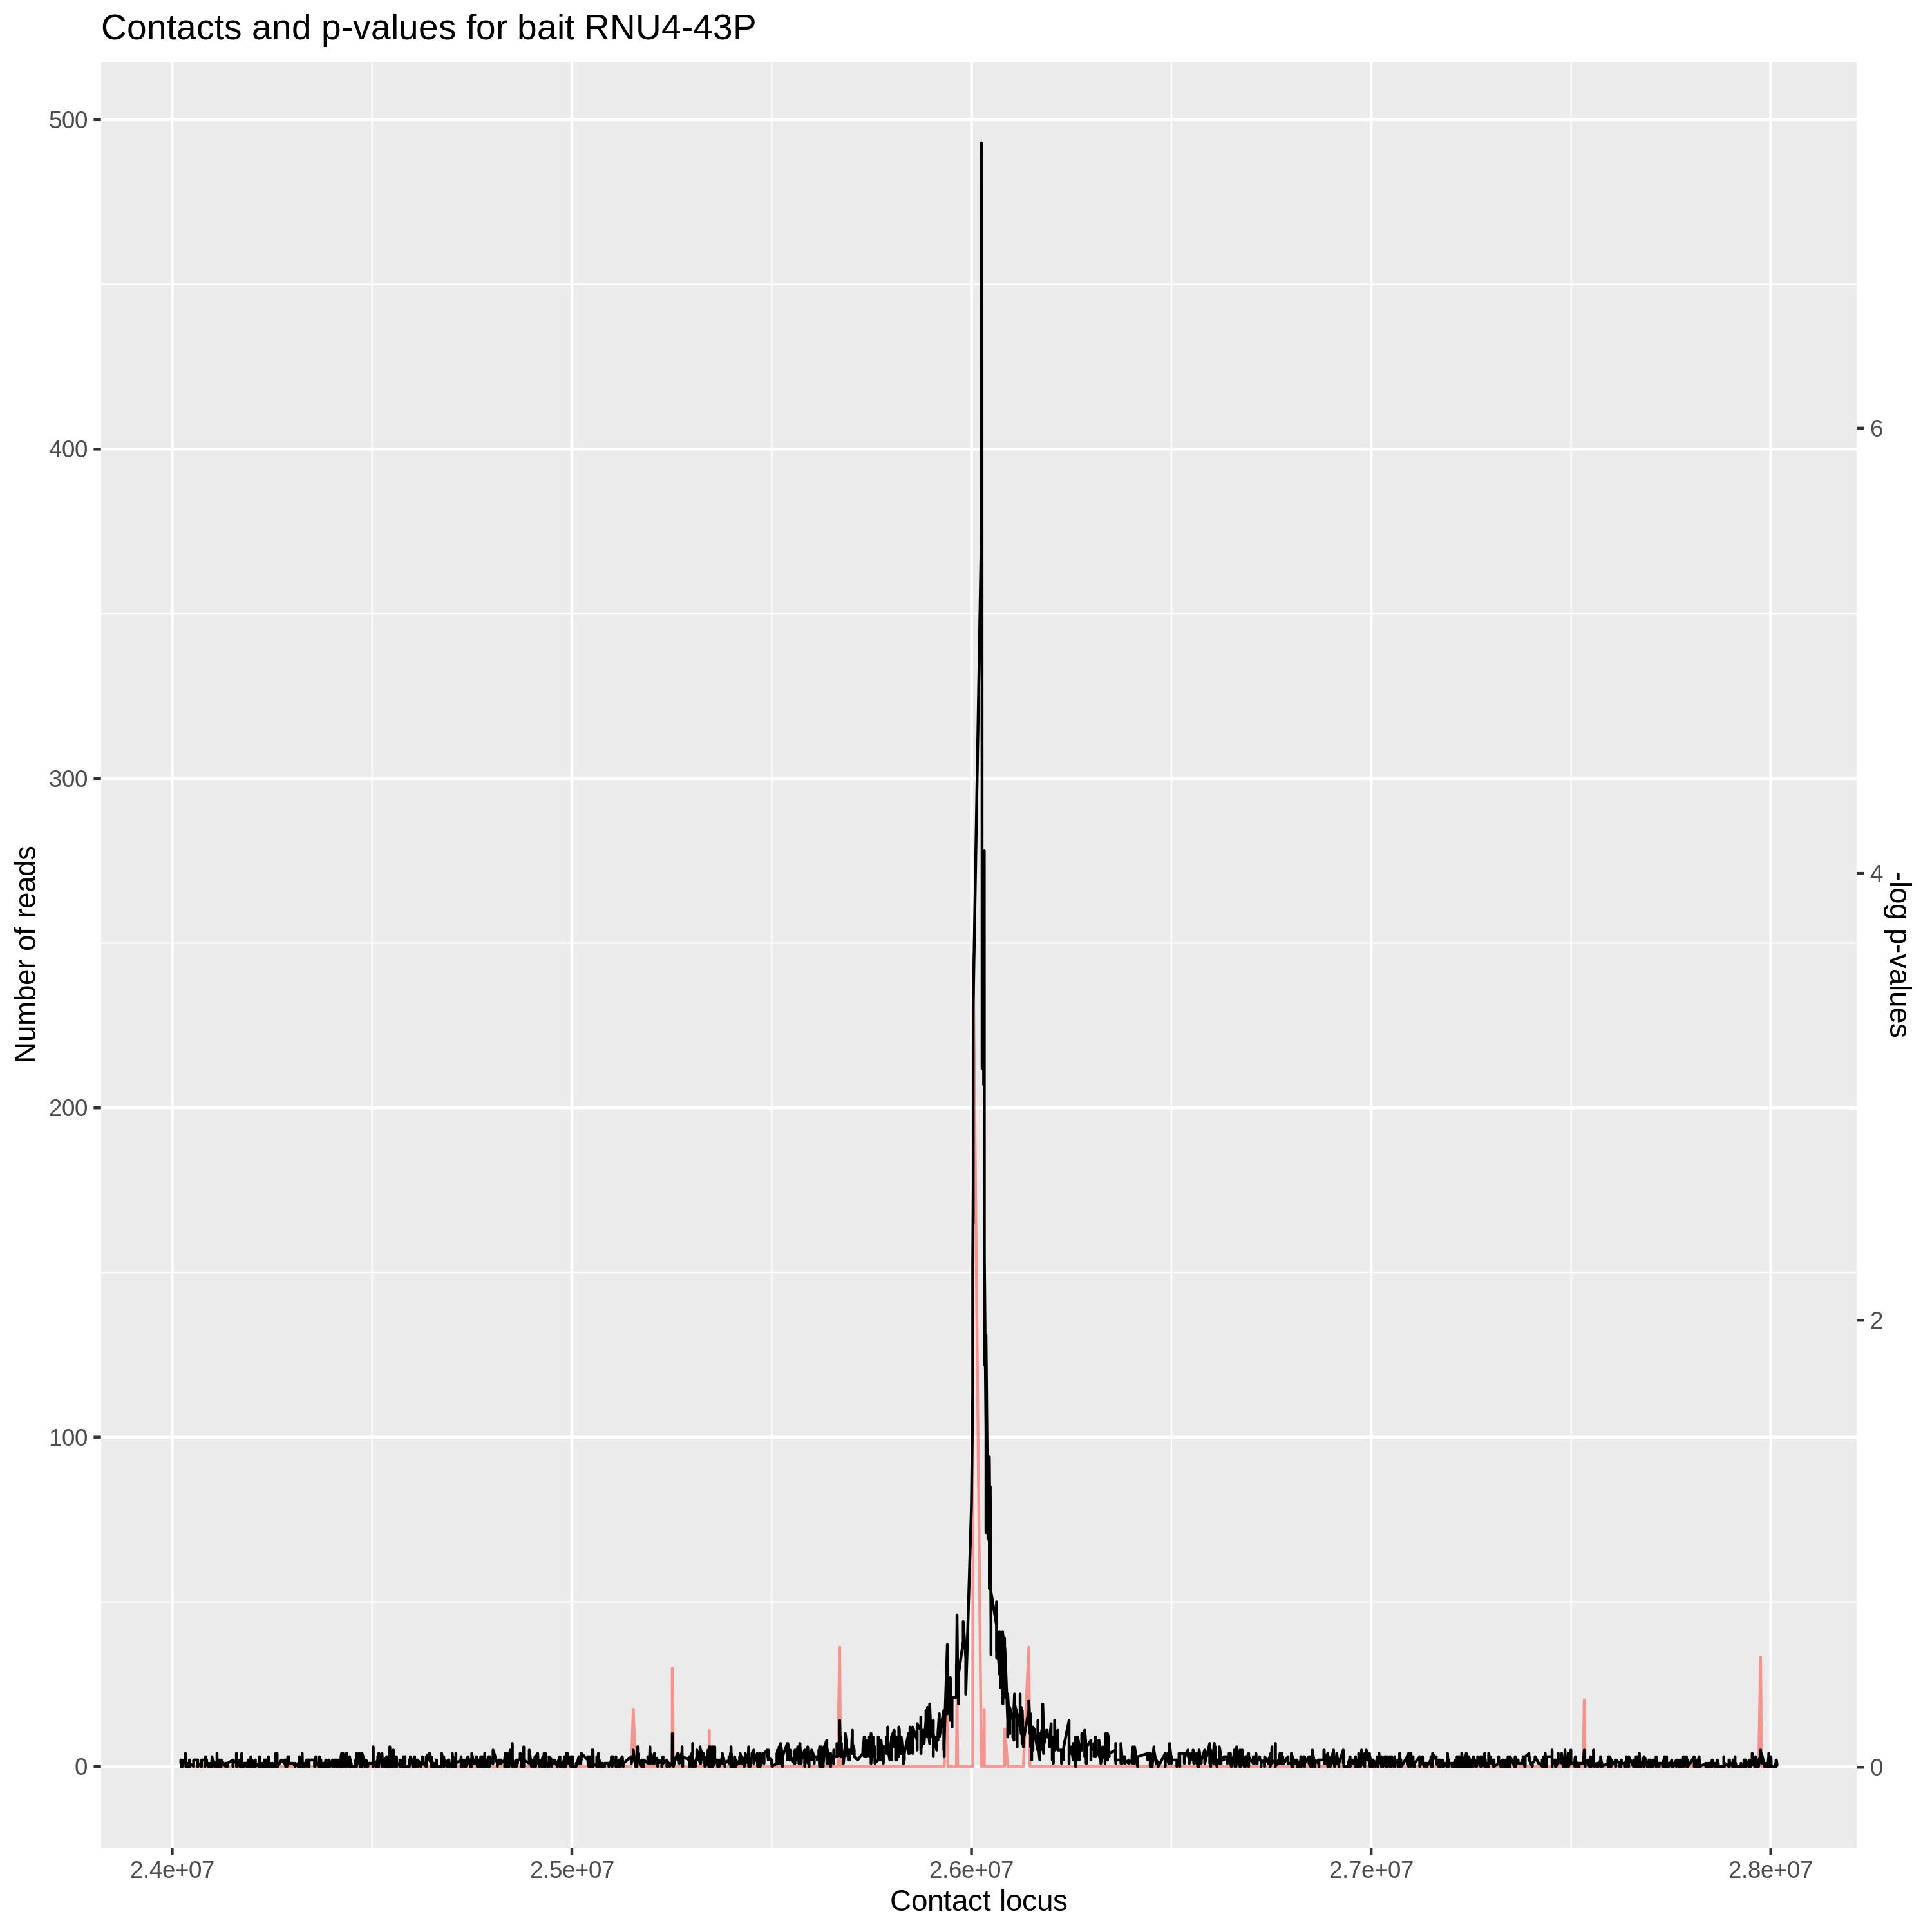 Contacts and p-values for bait RNU4-43P
500
400
300
200
100
0
Number of reads
6
4
2
0
-log p-values
2.4e+07 2.5e+07 2.6e+07 2.7e+07 2.8e+07
Contact locus